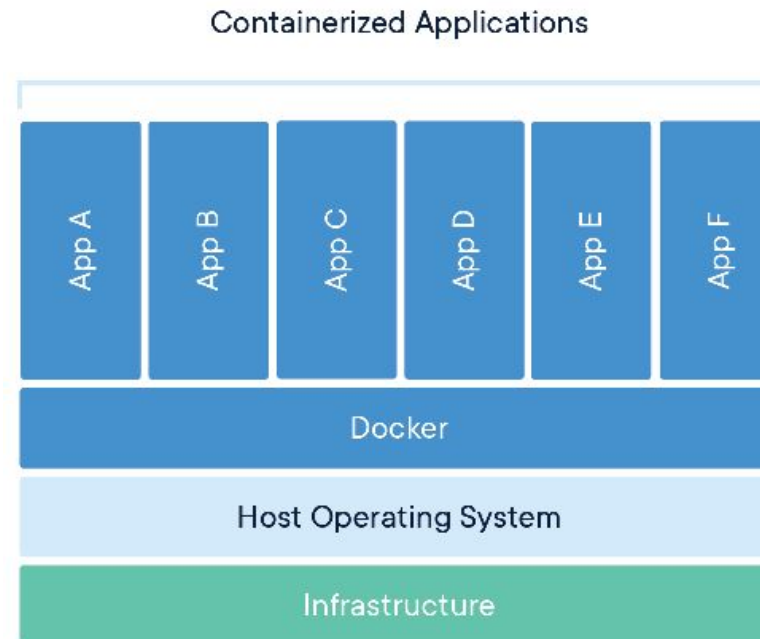 Containerized Applications
App A
App B
App C
App D
App E
App F
Docker
Host Operating System
Infrastructure